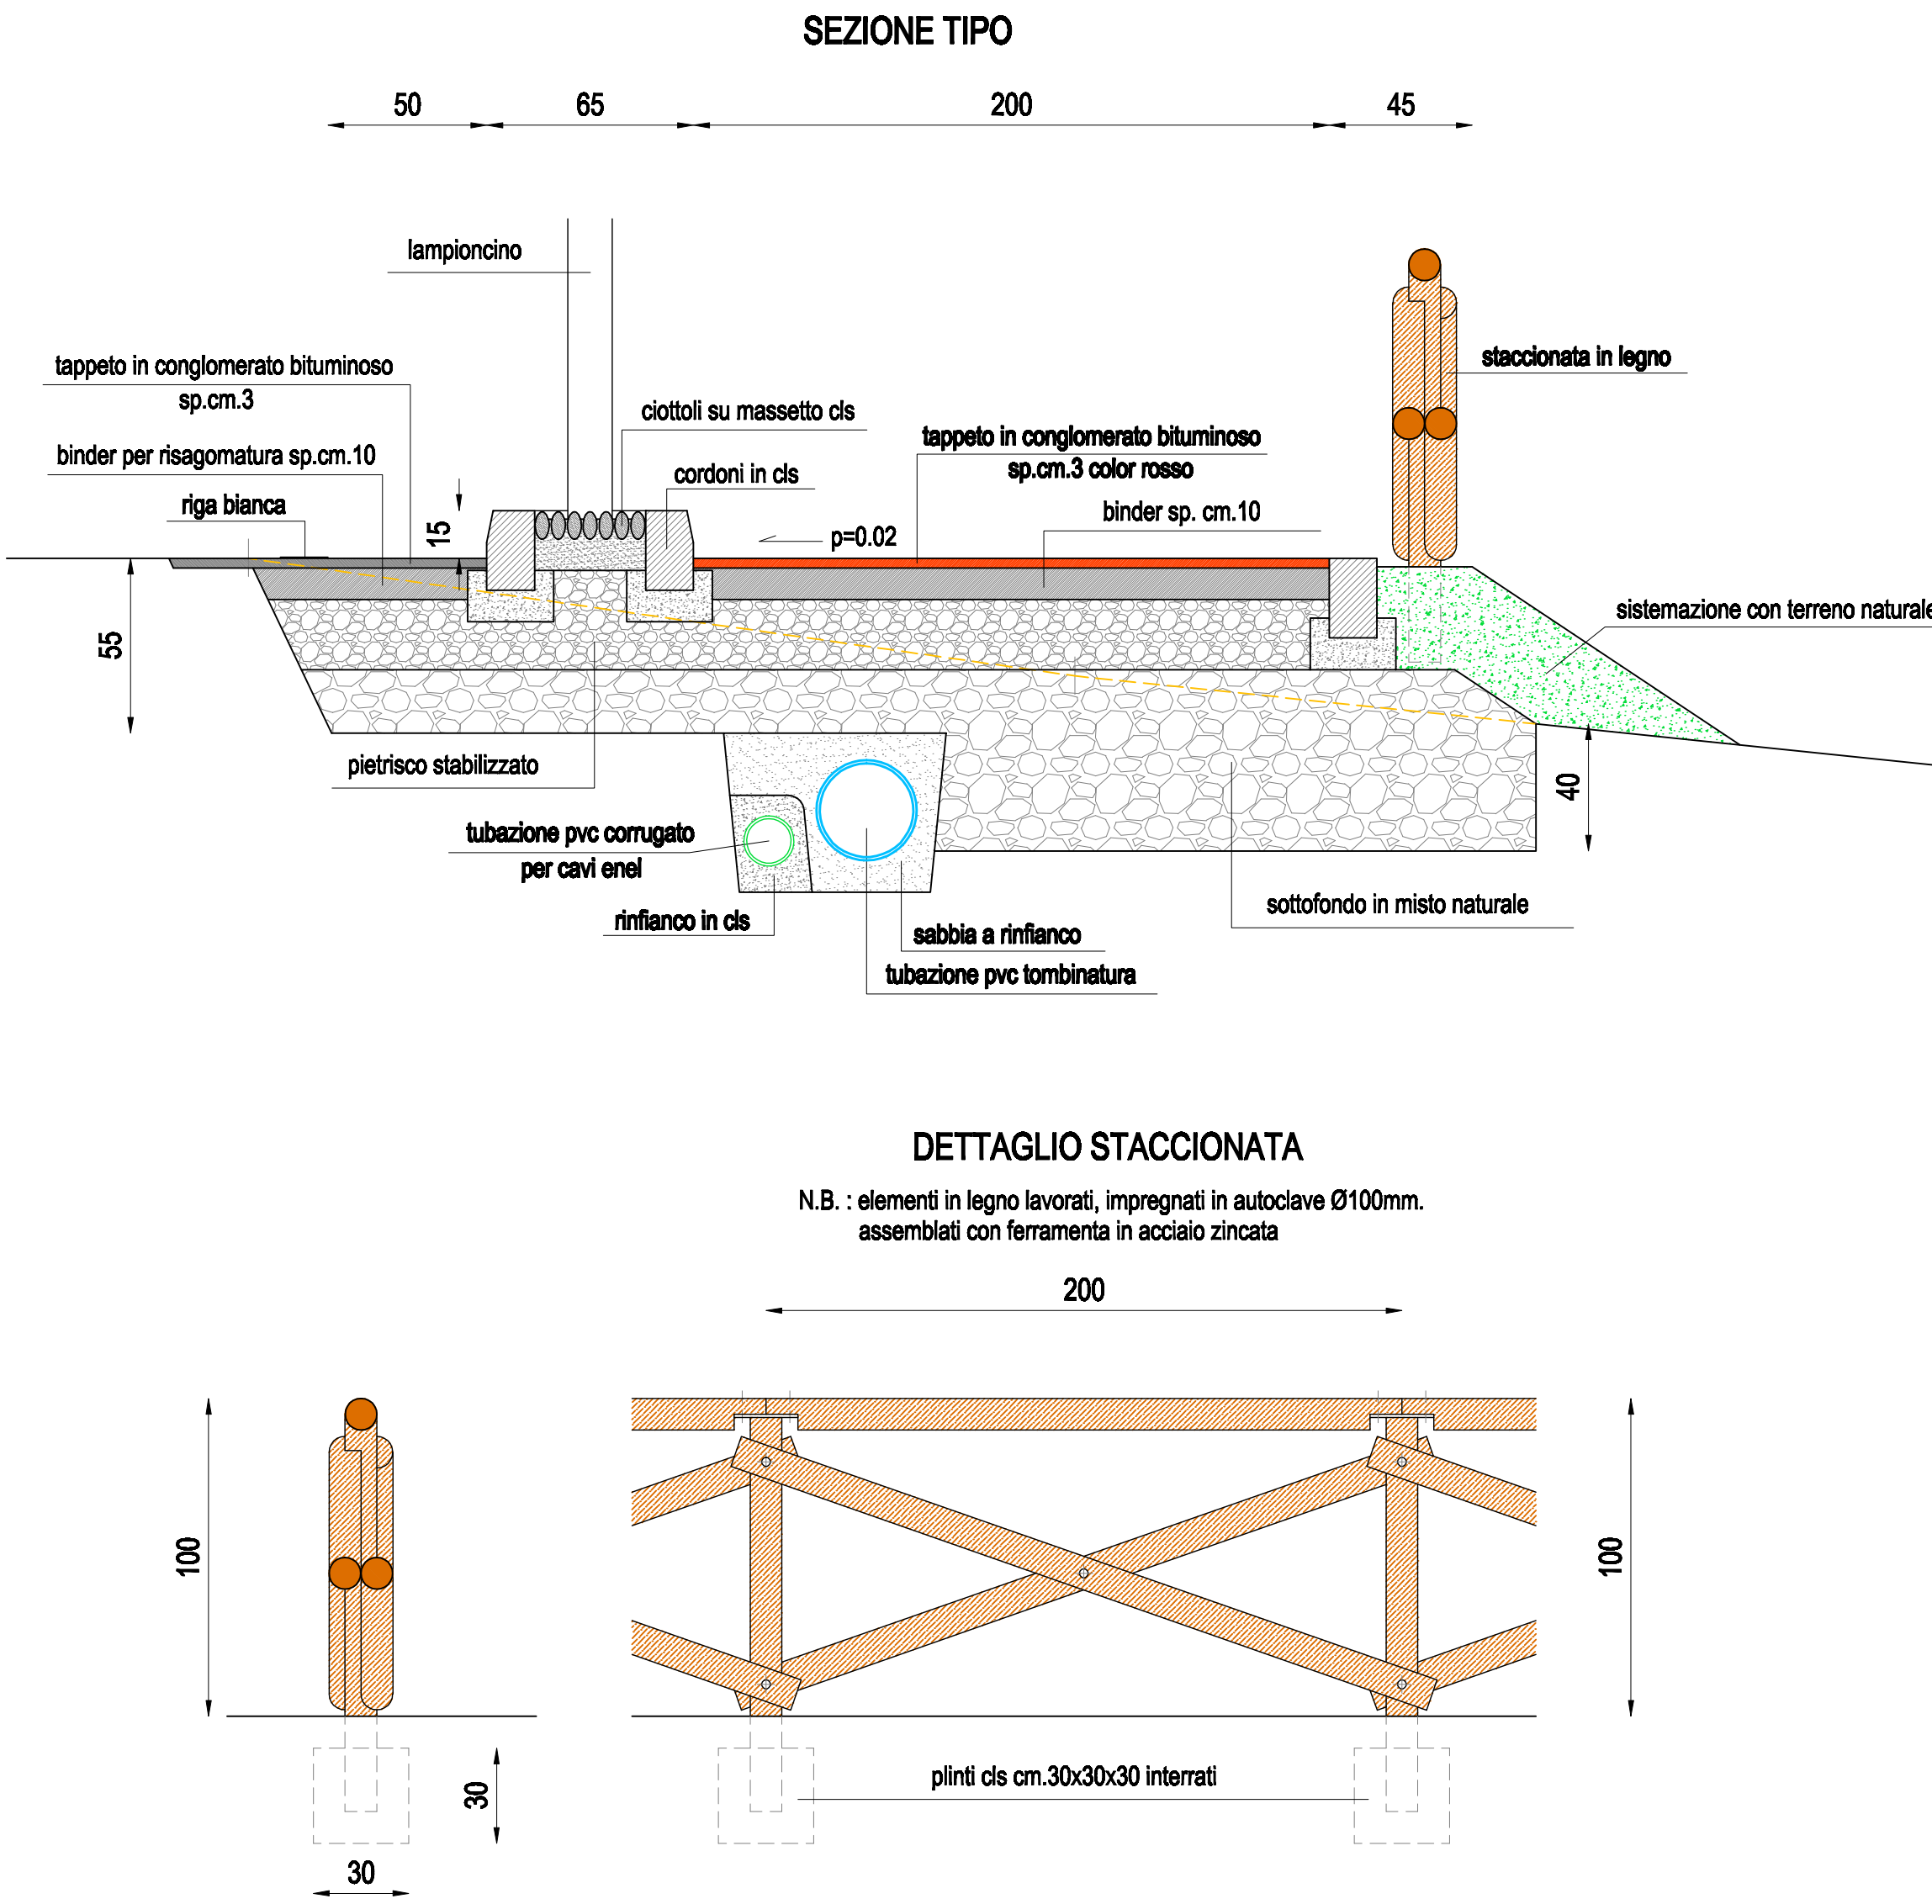 SEZIONE TIPO
50
65
200
45
lampioncino
tappeto in conglomerato bituminoso
sp.cm.3
staccionata in legno
ciottoli su massetto cls
tappeto in conglomerato bituminoso
sp.cm.3 color rosso
binder per risagomatura sp.cm.10
cordoni in cls
riga bianca
15
binder sp. cm.10
p=0.02
55
sistemazione con terreno naturale
pietrisco stabilizzato
40
tubazione pvc corrugato
per cavi enel
rinfianco in cls
sottofondo in misto naturale
sabbia a rinfianco
tubazione pvc tombinatura
DETTAGLIO STACCIONATA
N.B. : elementi in legno lavorati, impregnati in autoclave Ø100mm.
assemblati con ferramenta in acciaio zincata
200
100
100
30
plinti cls cm.30x30x30 interrati
30